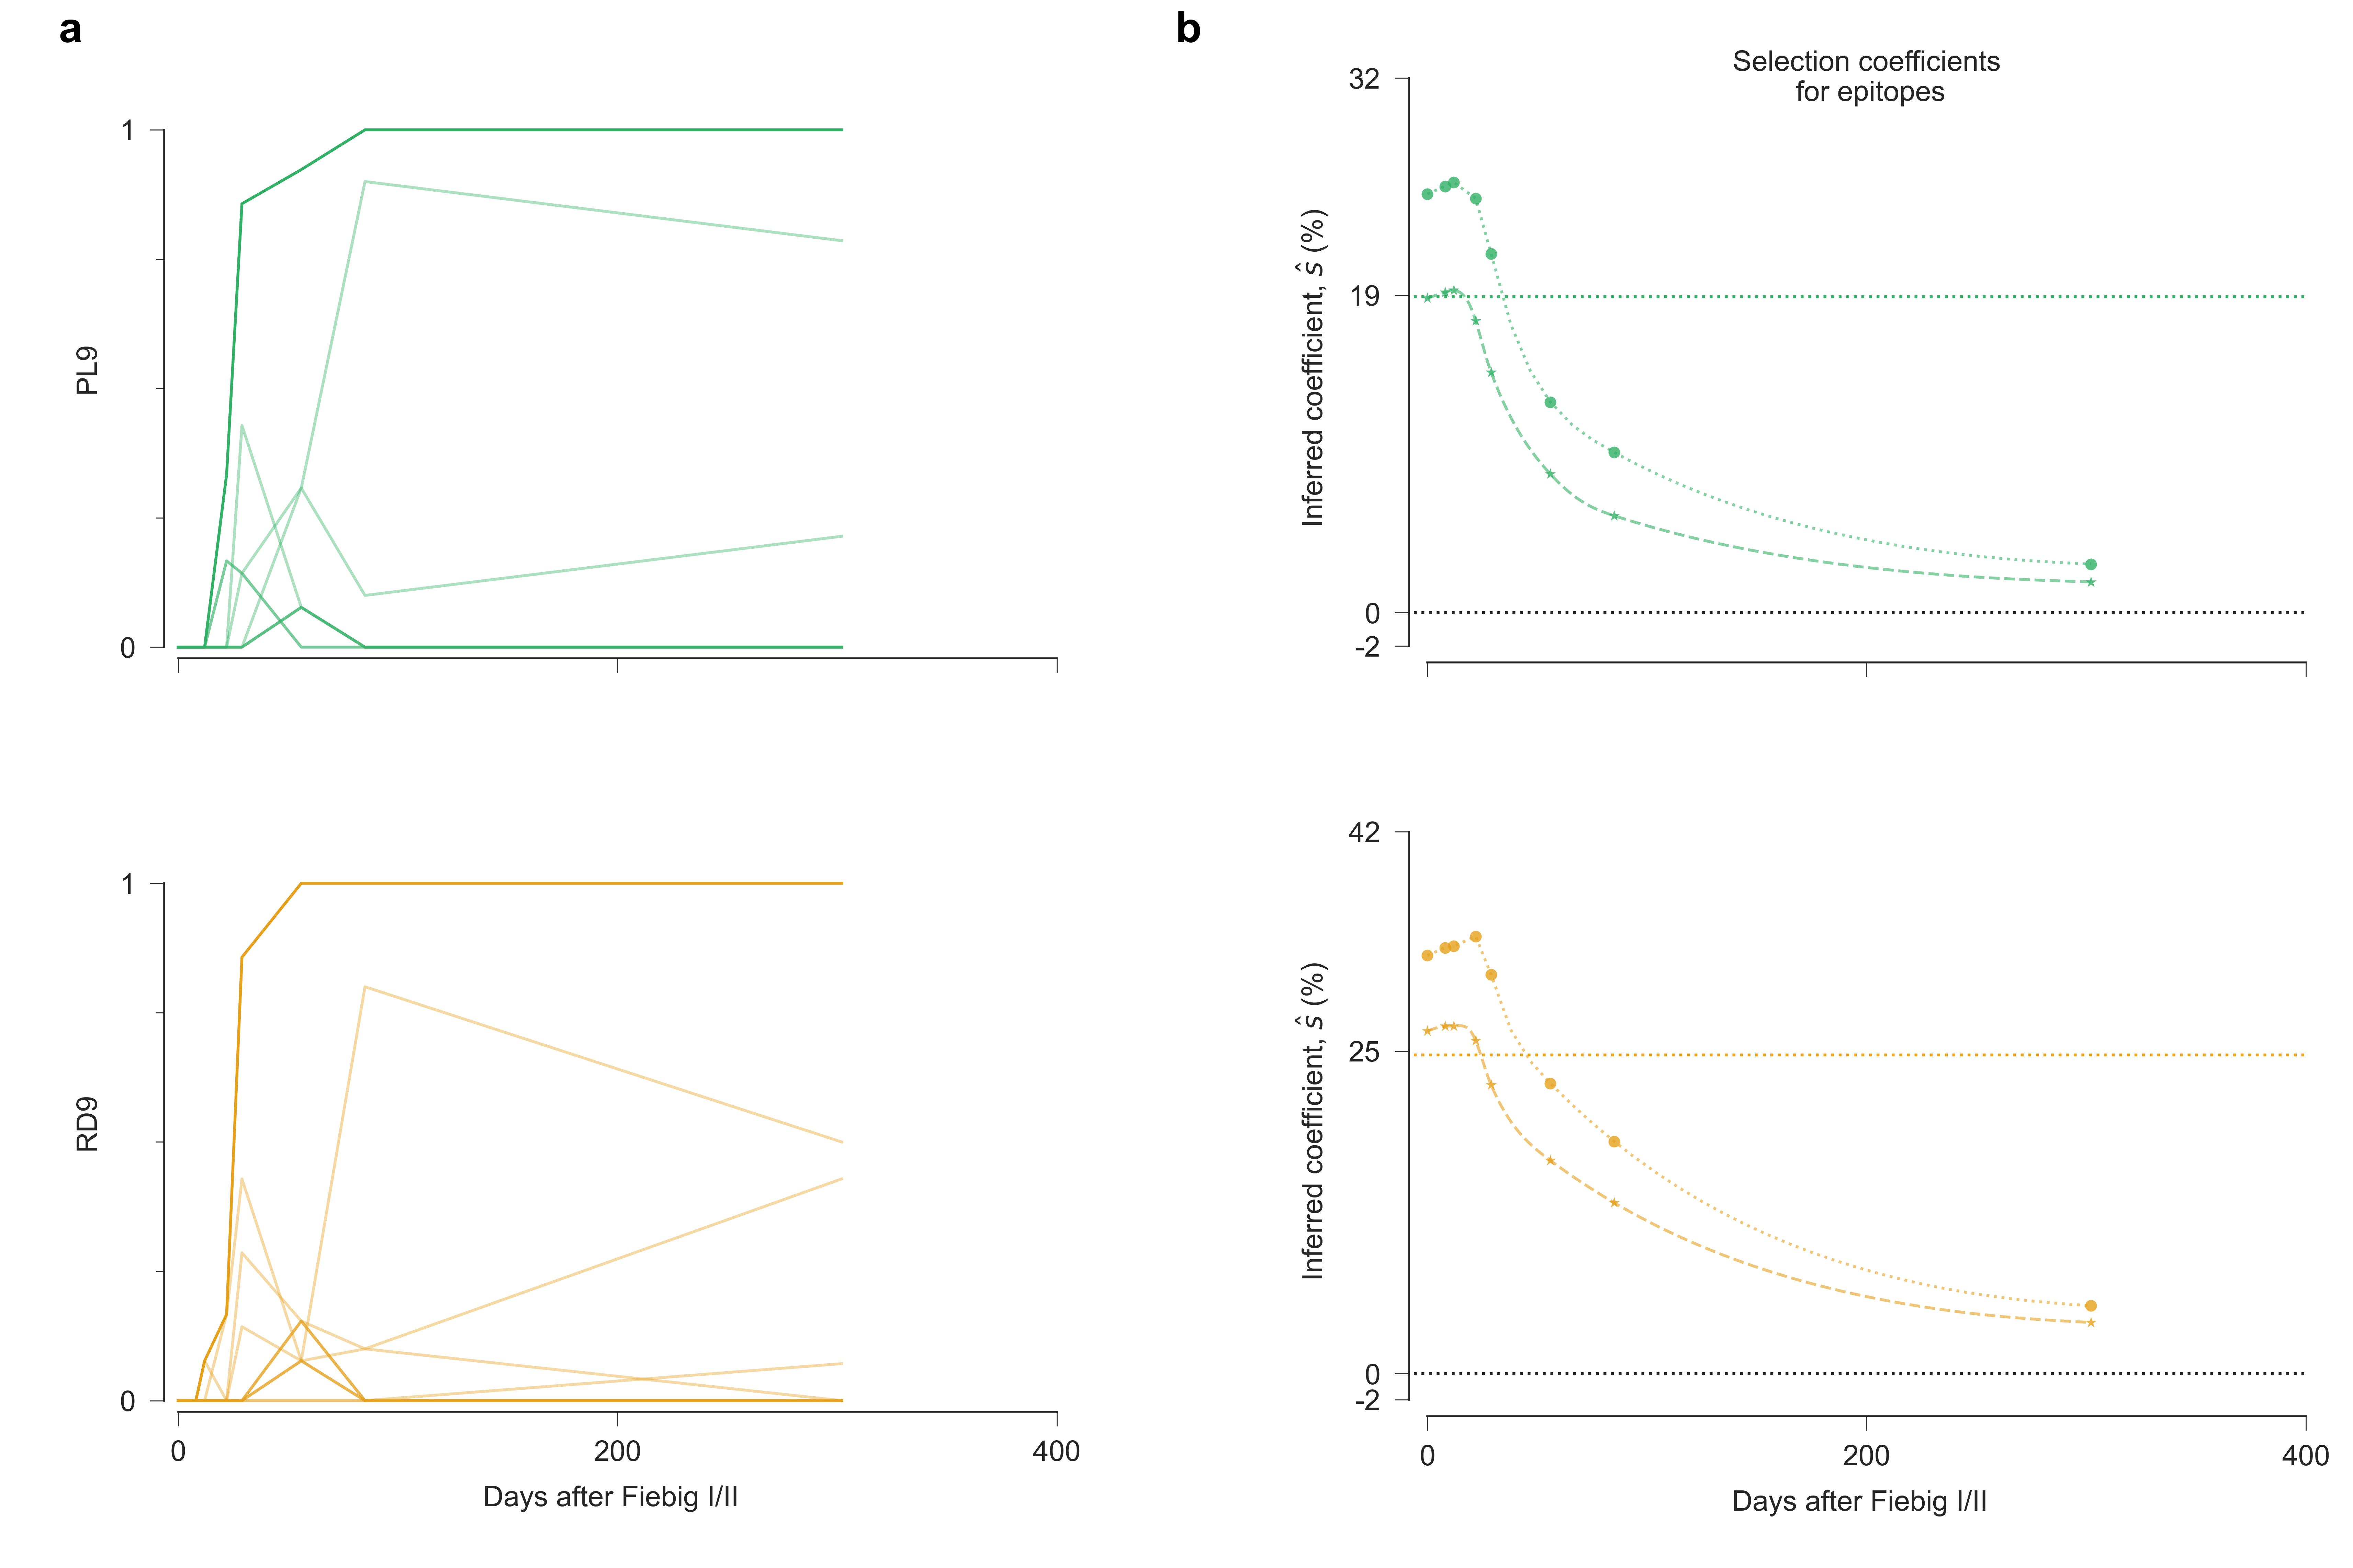 a
1
0
PL9
b
Selection coefficients
for epitopes
32
19
0
-2
Inferred coefficient, ŝ (%)
1
0
RD9
0
200
400
Days after Fiebig I/II
42
25
0
-2
Inferred coefficient, ŝ (%)
0
200
400
Days after Fiebig I/II